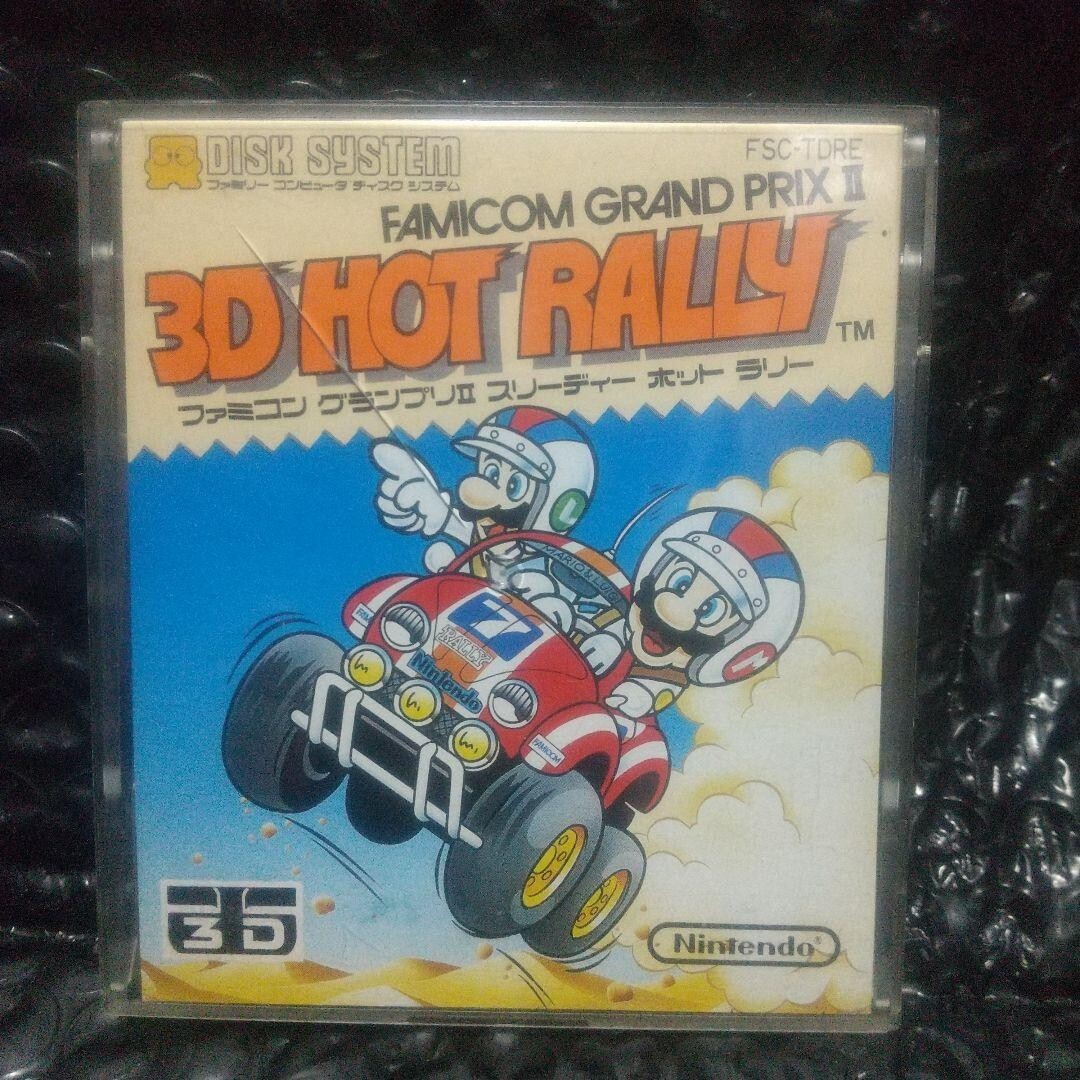 DISK SYSTEM
ファミリー コンピュータ ディスク システム
FSC-TDRE
FAMICOM GRAND PRIX II
3D HOT RALLY
TM
ファミコン グランプリII スリーディー ホット ラリー
L
MARIO & LUIGI
M
77
RALLY
Nintendo
FAMICOM
3D
Nintendo®